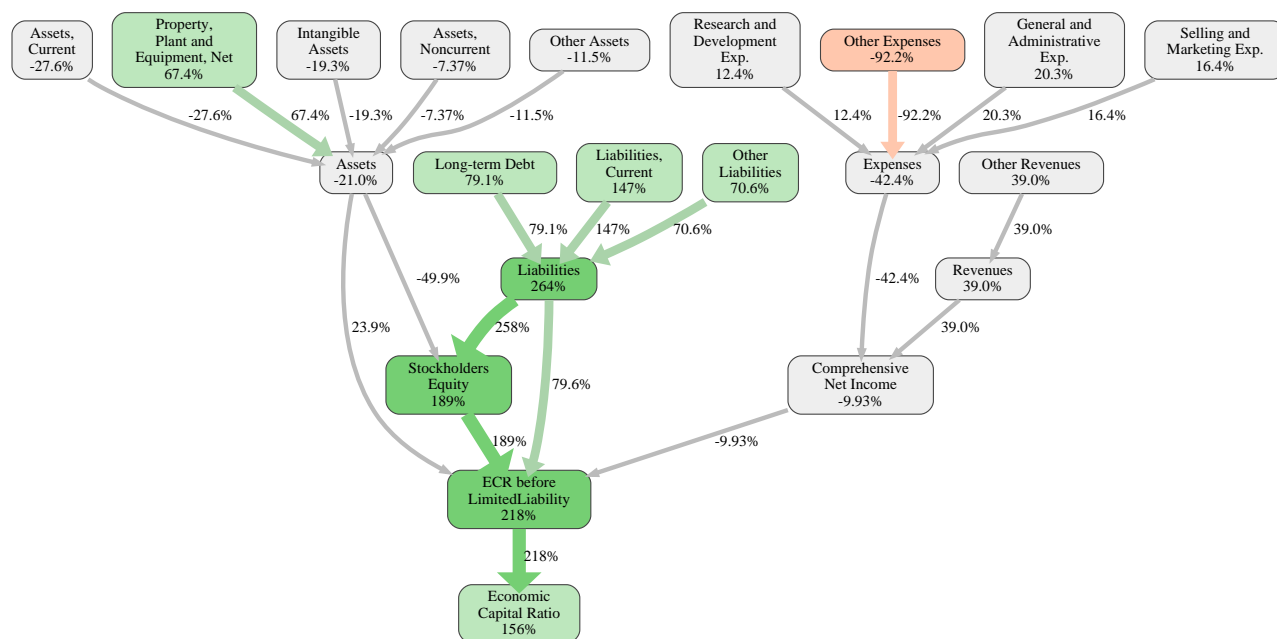 Assets,
Current
-27.6%
Property,
Plant and
Equipment, Net
67.4%
Intangible
Assets
-19.3%
Assets,
Noncurrent
-7.37%
Other Assets
-11.5%
Research and
Development
Exp.
12.4%
Other Expenses
-92.2%
General and
Administrative
Exp.
20.3%
Selling and
Marketing Exp.
16.4%
-27.6%
67.4%
-19.3%
-7.37%
-11.5%
12.4%
-92.2%
20.3%
16.4%
Assets
-21.0%
Long-term Debt
79.1%
Liabilities,
Current
147%
Other
Liabilities
70.6%
Expenses
-42.4%
Other Revenues
39.0%
79.1%
147%
70.6%
39.0%
Liabilities
264%
-49.9%
-42.4%
Revenues
39.0%
23.9%
258%
39.0%
Stockholders
Equity
189%
79.6%
Comprehensive
Net Income
-9.93%
189%
-9.93%
ECR before
LimitedLiability
218%
218%
Economic
Capital Ratio
156%